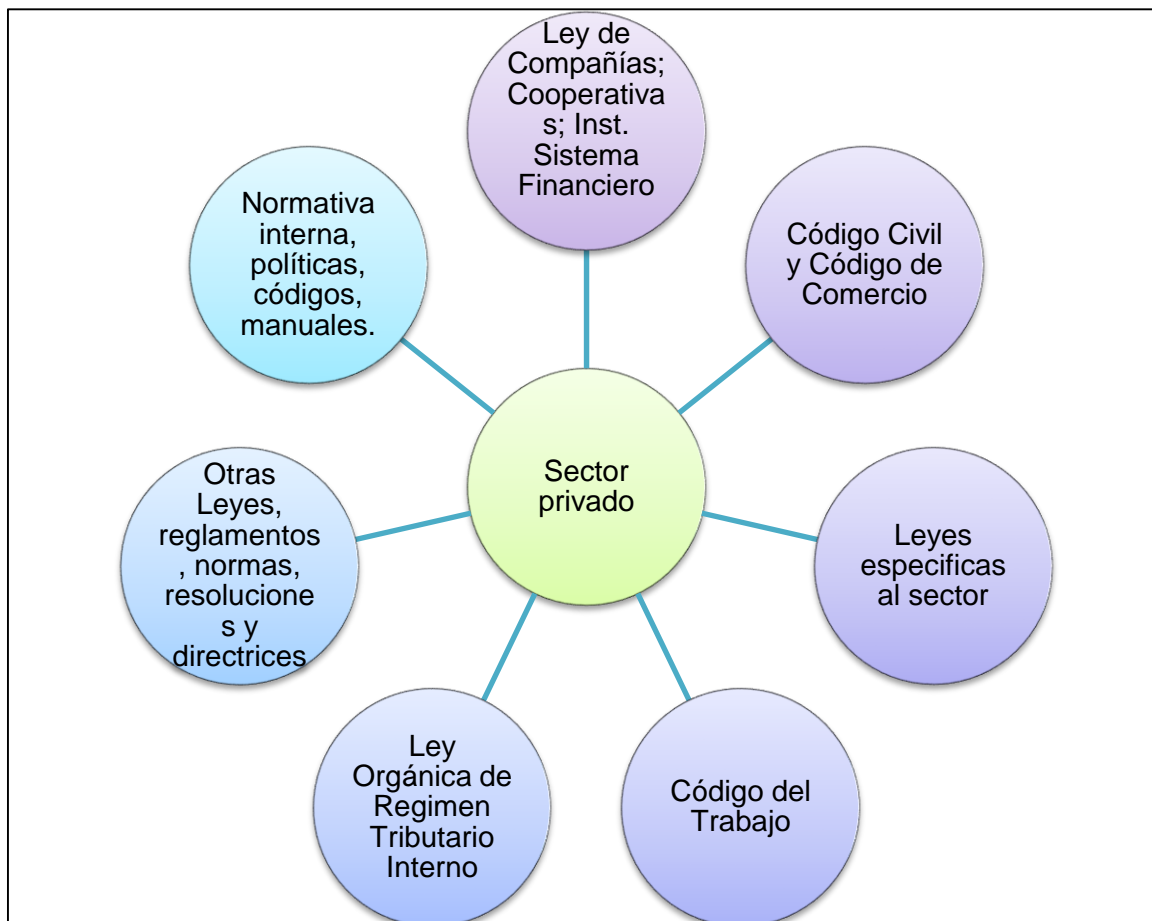 Ley de
Compañías;
Cooperativa
s; Inst.
Sistema
Financiero
Código Civil
y Código de
Comercio
Leyes
especificas
al sector
Código del
Trabajo
Ley
Orgánica de
Regimen
Tributario
Interno
Otras
Leyes,
reglamentos
, normas,
resolucione
s y
directrices
Normativa
interna,
políticas,
códigos,
manuales.
Sector
privado